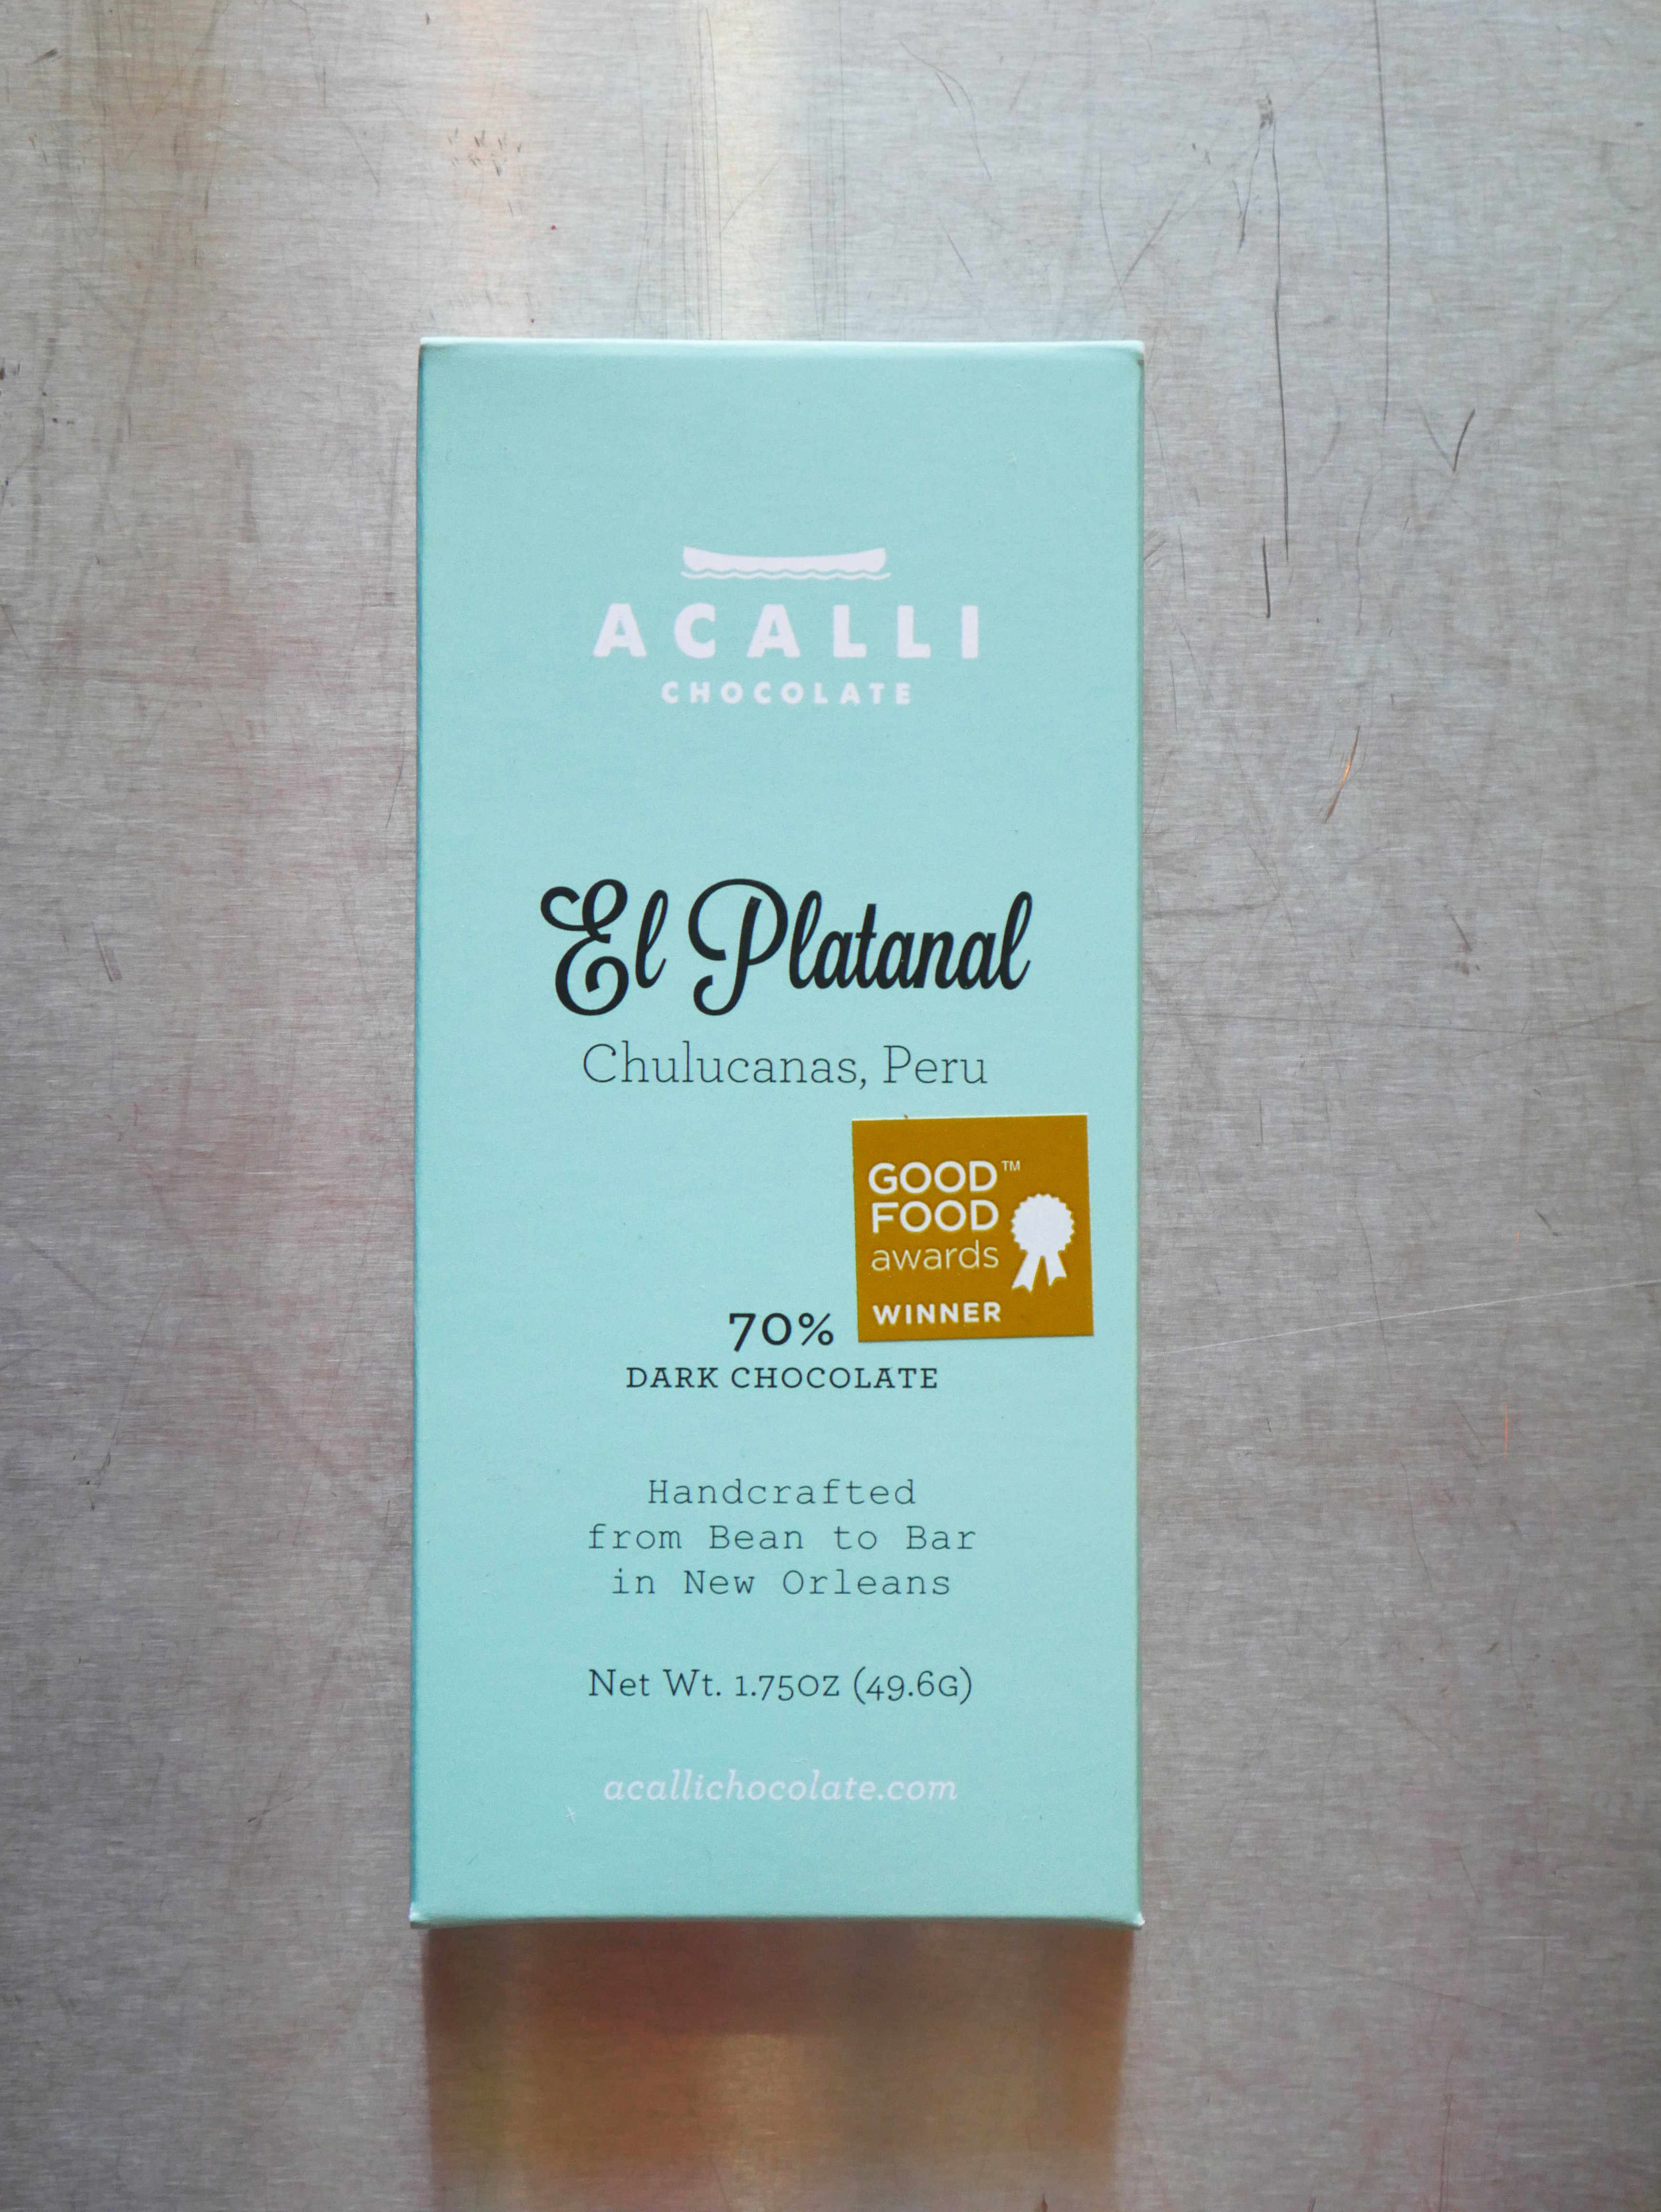 ACALLI
CHOCOLATE
El Platanal
Chulucanas, Peru
GOOD™
FOOD
awards
WINNER
70%
DARK CHOCOLATE
Handcrafted
from Bean to Bar
in New Orleans
Net Wt. 1.75OZ (49.6G)
acallichocolate.com